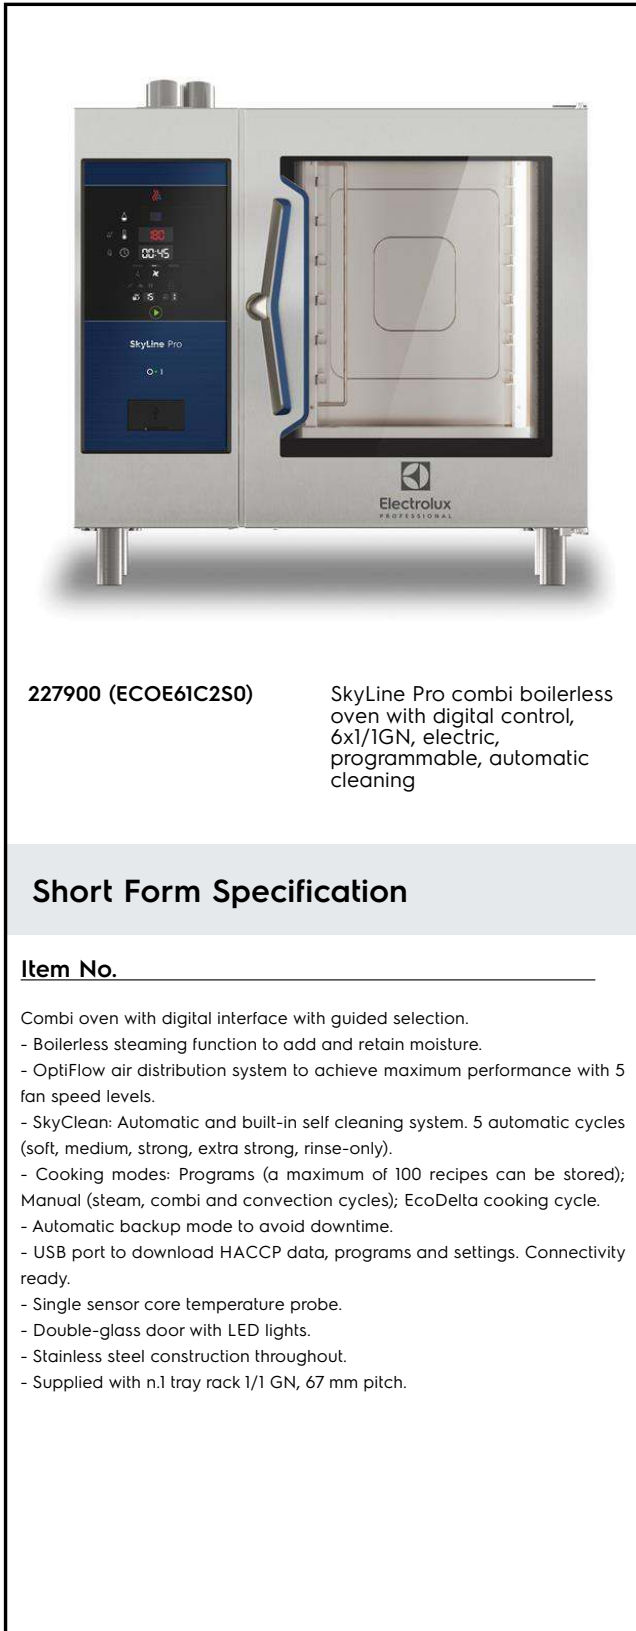 180
00:45
15
SkyLine Pro
Electrolux
PROFESSIONAL
227900 (ECOE61C2S0)
SkyLine Pro combi boilerless
oven with digital control,
6x1/1GN, electric,
programmable, automatic
cleaning
Short Form Specification
Item No.
Combi oven with digital interface with guided selection.
- Boilerless steaming function to add and retain moisture.
- OptiFlow air distribution system to achieve maximum performance with 5
fan speed levels.
- SkyClean: Automatic and built-in self cleaning system. 5 automatic cycles
(soft, medium, strong, extra strong, rinse-only).
- Cooking modes: Programs (a maximum of 100 recipes can be stored);
Manual (steam, combi and convection cycles); EcoDelta cooking cycle.
- Automatic backup mode to avoid downtime.
- USB port to download HACCP data, programs and settings. Connectivity
ready.
- Single sensor core temperature probe.
- Double-glass door with LED lights.
- Stainless steel construction throughout.
- Supplied with n.1 tray rack 1/1 GN, 67 mm pitch.